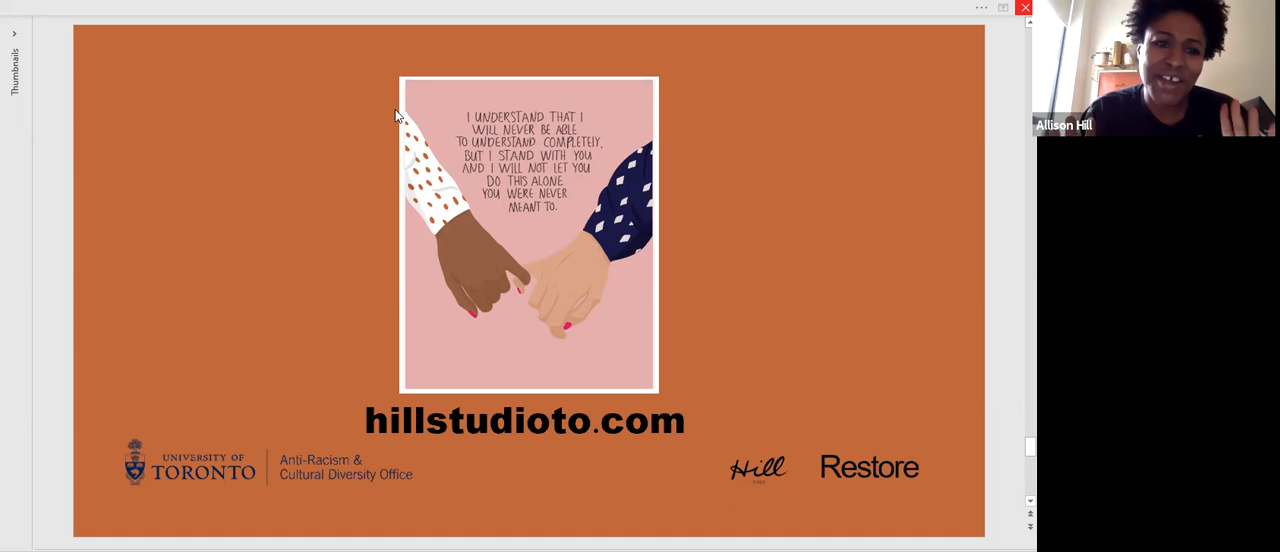 Thumbnails
I UNDERSTAND THAT I
WILL NEVER BE ABLE
TO UNDERSTAND COMPLETELY.
BUT I STAND WITH YOU
AND I WILL NOT LET YOU
DO THIS ALONE
YOU WERE NEVER
MEANT TO.
hillstudioto.com
UNIVERSITY OF
TORONTO
Anti-Racism &
Cultural Diversity Office
Hill
Restore
Allison Hill